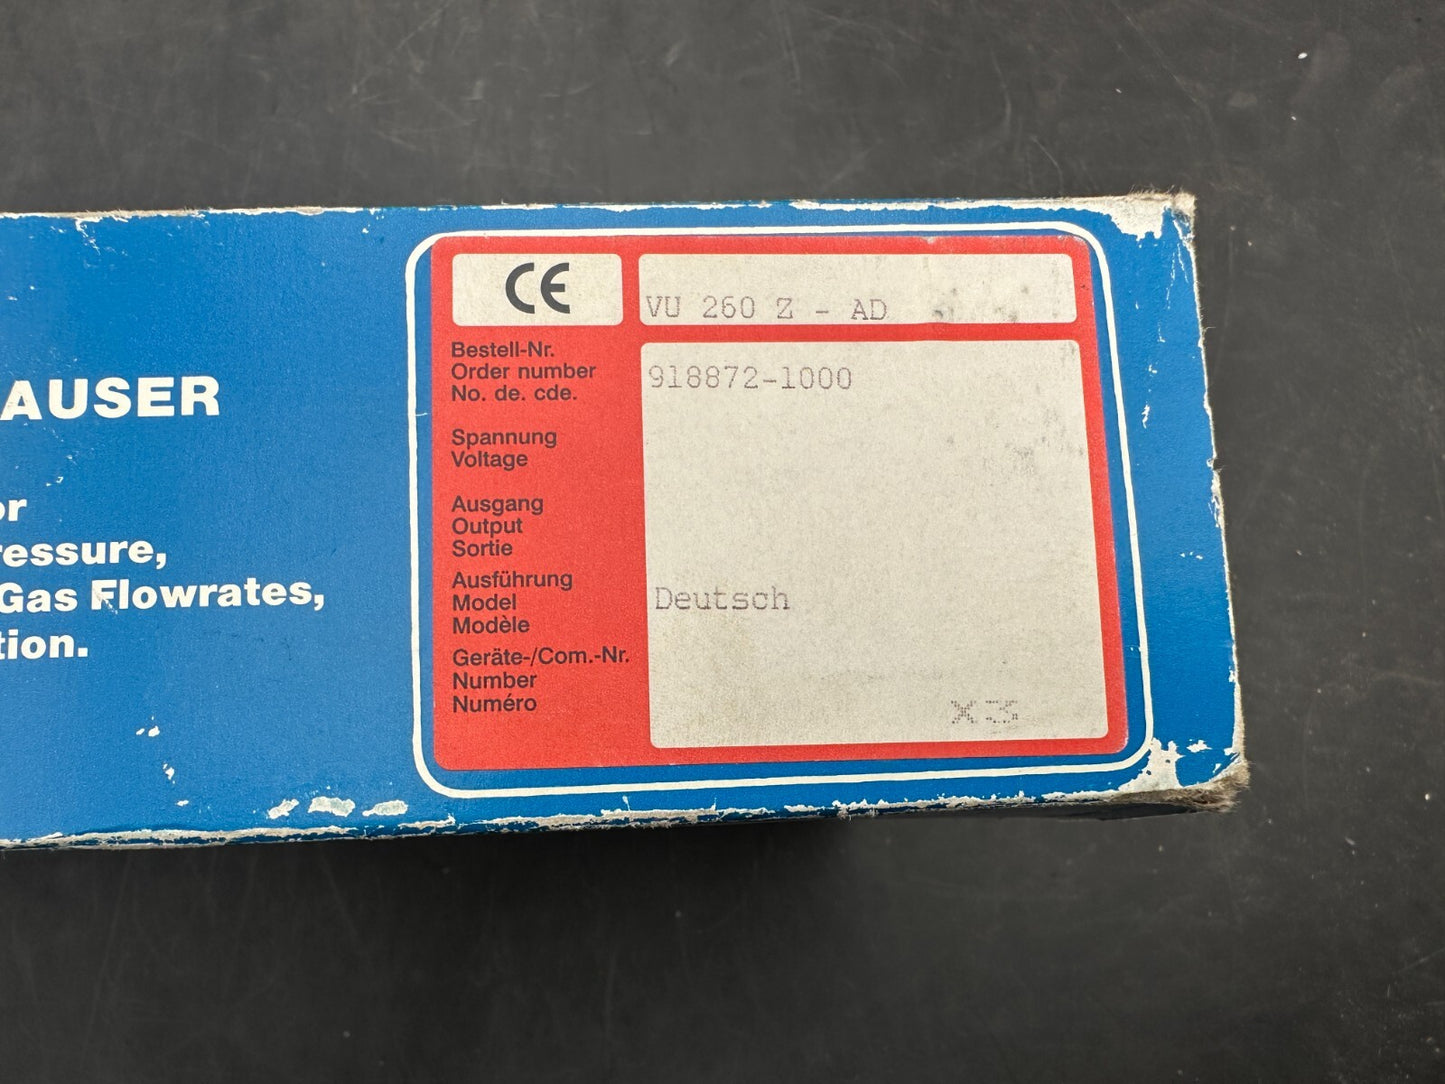 AUSER
or
ressure,
Gas Flowrates,
tion.
CE
VU 260 Z - AD
Bestell-Nr.
Order number
No. de. cde.
918872-1000
Spannung
Voltage
Ausgang
Output
Sortie
Ausführung
Model
Modèle
Deutsch
Geräte-/Com.-Nr.
Number
Numéro
X3